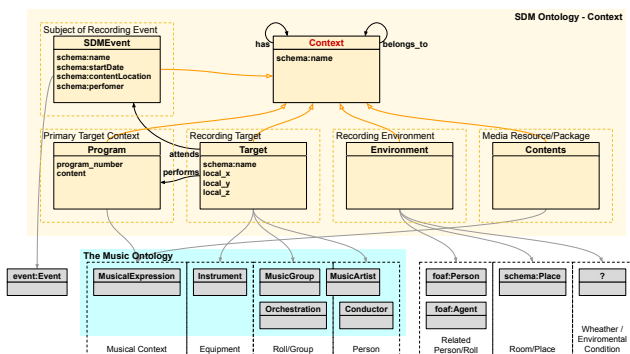 SDM Ontology - Context
Subject of Recording Event
SDMEvent
schema:name
schema:startDate
schema:contentLocation
schema:perfomer
has
Context
belongs_to
schema:name
Primary Target Context
Program
program_number
content
attends
performs
Recording Target
Target
schema:name
local_x
local_y
local_z
Recording Environment
Environment
Media Resource/Package
Contents
The Music Ontology
event:Event
MusicalExpression
Instrument
MusicGroup
MusicArtist
foaf:Person
schema:Place
?
Orchestration
Conductor
foaf:Agent
Musical Context
Equipment
Roll/Group
Person
Related
Person/Roll
Room/Place
Wheather /
Enviromental
Condition